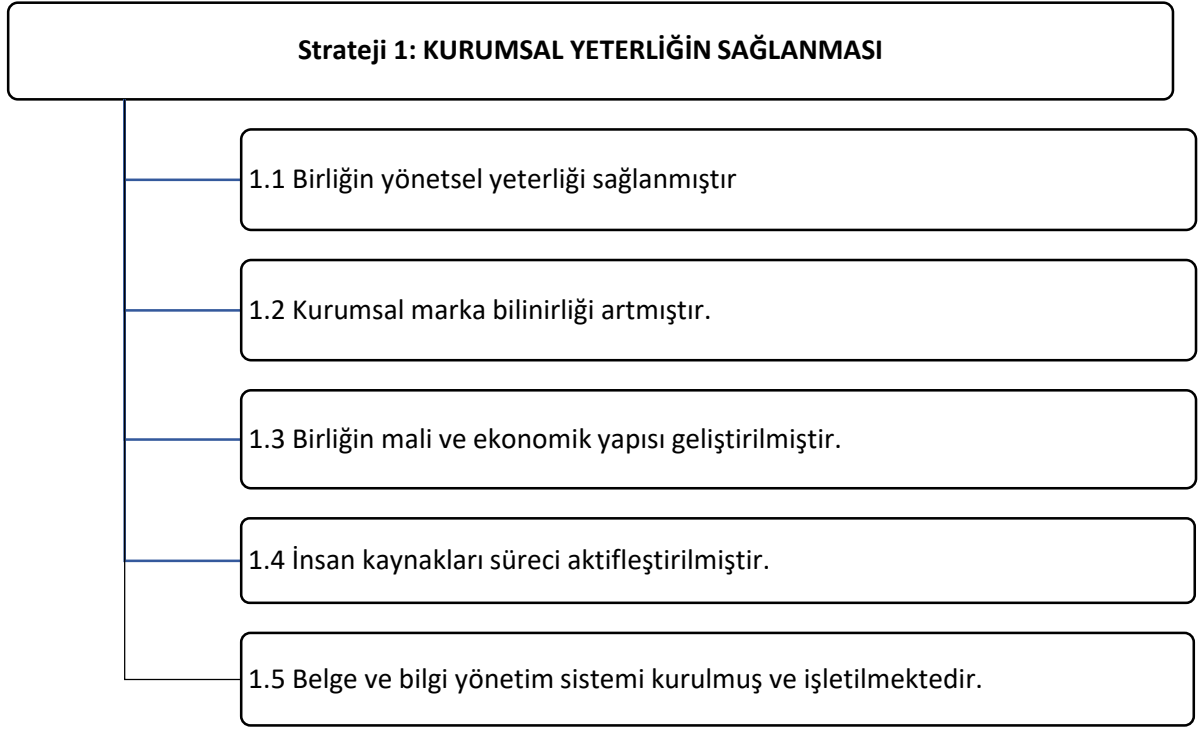 Strateji 1: KURUMSAL YETERLİĞİN SAĞLANMASI
1.1 Birliğin yönetsel yeterliği sağlanmıştır
1.2 Kurumsal marka bilinirliği artmıştır.
1.3 Birliğin mali ve ekonomik yapısı geliştirilmiştir.
1.4 İnsan kaynakları süreci aktifleştirilmiştir.
1.5 Belge ve bilgi yönetim sistemi kurulmuş ve işletilmektedir.